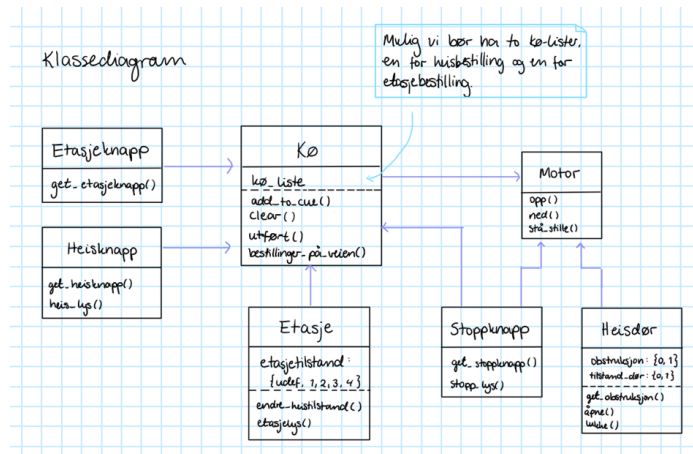 Klassediagram
Mulig vi bør ha to kø-lister,
en for heisbestilling og en for
etasjebestilling.
Etasjeknapp
get_etasjeknapp()
Heisknapp
get_heisknapp()
heis_lys()
Kø
kø_liste
add_to_cue()
clear()
utført()
bestillinger_på_veien()
Motor
opp()
ned()
stå_stille()
Etasje
etasjetilstand:
{udef, 1, 2, 3, 4}
endre_heistilstand()
etasjelys()
Stoppknapp
get_stoppknapp()
stopp_lys()
Heisdør
obstruksjon: {0, 1}
tilstand_dør: {0, 1}
get_obstruksjon()
åpne()
lukke()